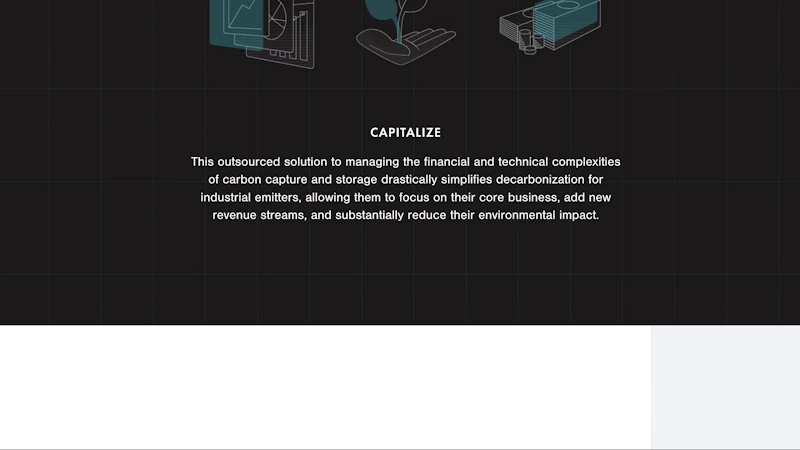 CAPITALIZE
This outsourced solution to managing the financial and technical complexities
of carbon capture and storage drastically simplifies decarbonization for
industrial emitters, allowing them to focus on their core business, add new
revenue streams, and substantially reduce their environmental impact.